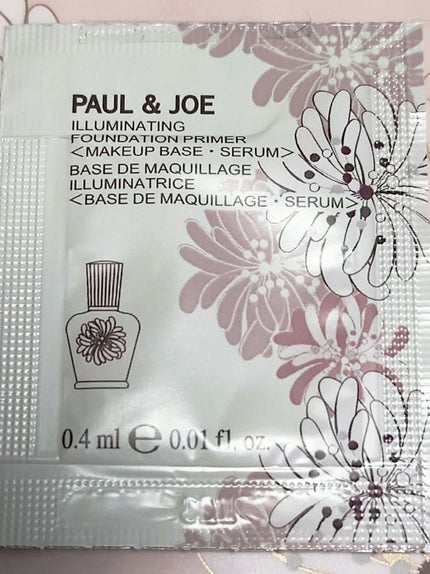 PAUL & JOE
ILLUMINATING
FOUNDATION PRIMER
<MAKEUP BASE・SERUM>
BASE DE MAQUILLAGE
ILLUMINATRICE
<BASE DE MAQUILLAGE・SERUM>
0.4 ml ℮ 0.01 fl. oz.